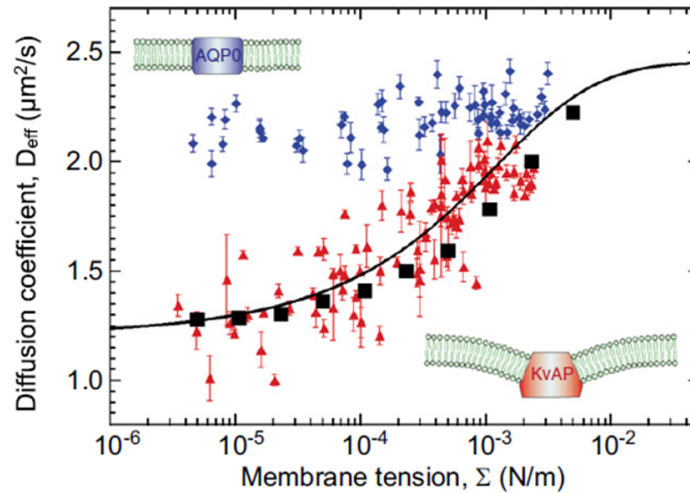 2.5
AQP0
2.0
1.5
KvAP
1.0
10-6 10-5 10-4 10-3 10-2
Membrane tension, Σ (N/m)
Diffusion coefficient, Deff (μm²/s)